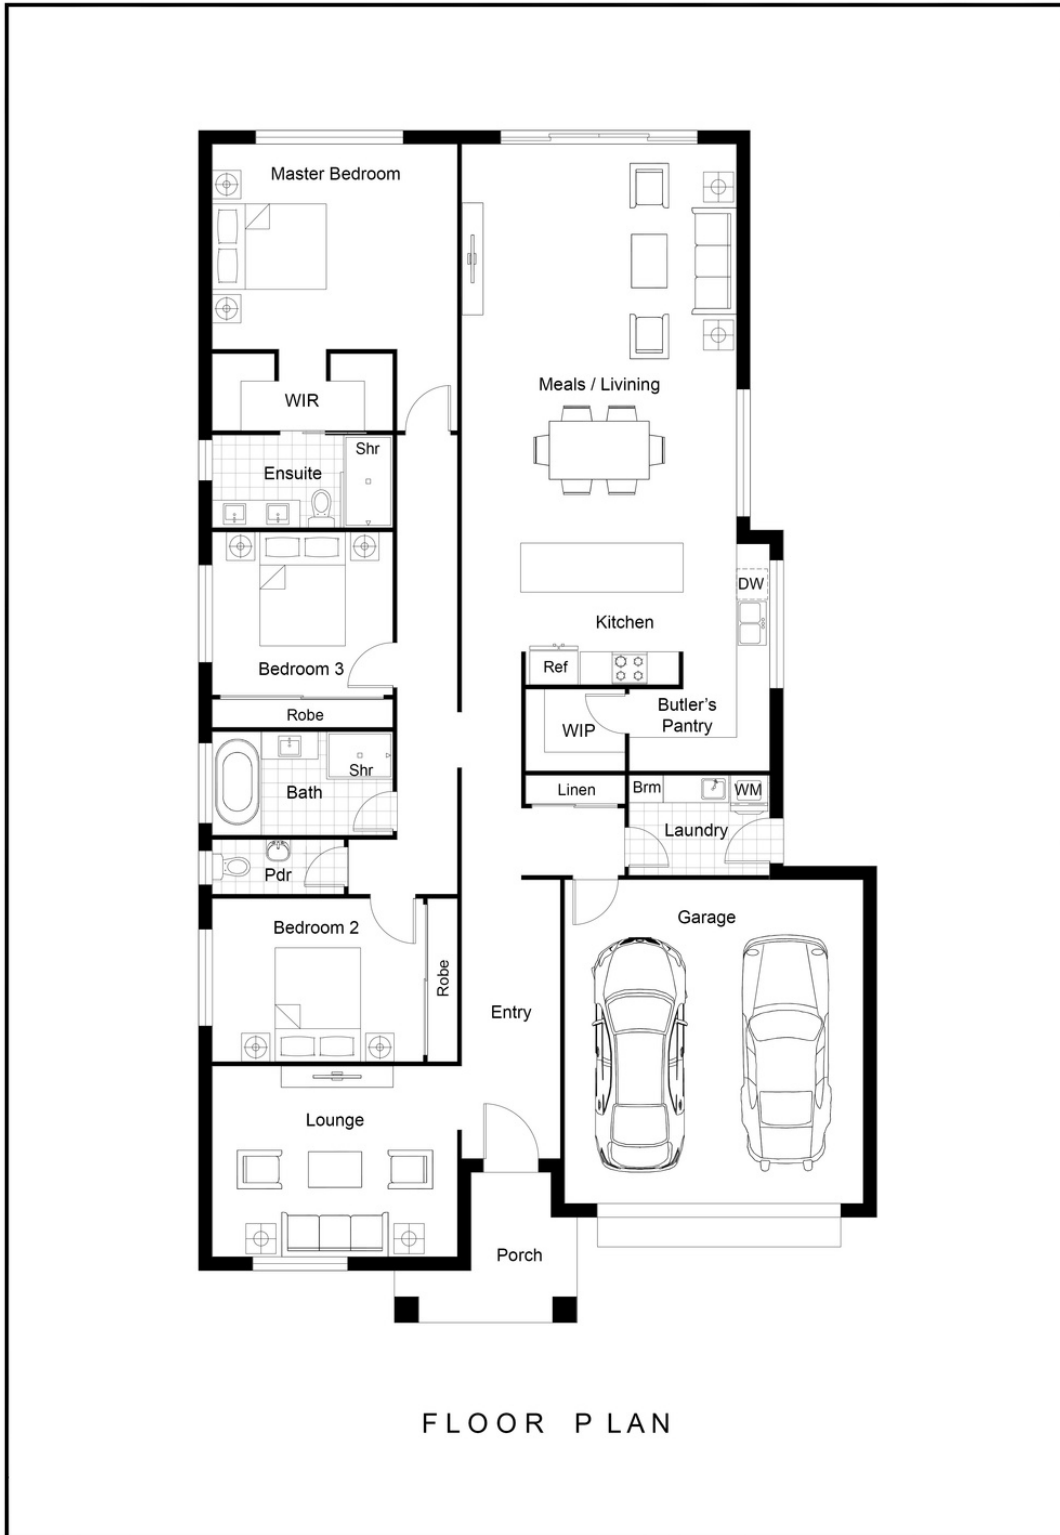 Master Bedroom
Meals / Livining
WIR
Shr
Ensuite
DW
Kitchen
Ref
Bedroom 3
Robe
Butler's
Pantry
WIP
Shr
Bath
Linen
Brm
WM
Laundry
Pdr
Bedroom 2
Robe
Garage
Entry
Lounge
Porch
FLOOR PLAN